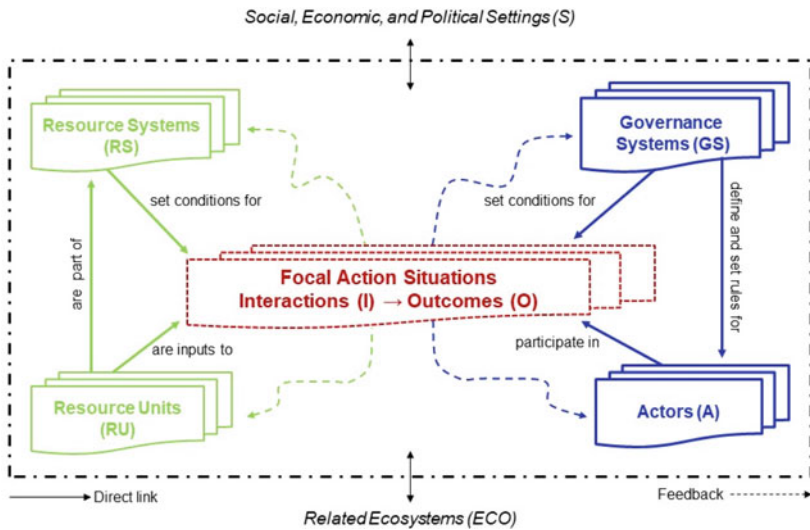 Social, Economic, and Political Settings (S)
Resource Systems
(RS)
Governance
Systems (GS)
set conditions for
set conditions for
are part of
define and set rules for
Focal Action Situations
Interactions (I) → Outcomes (O)
are inputs to
participate in
Resource Units
(RU)
Actors (A)
Direct link
Feedback
Related Ecosystems (ECO)